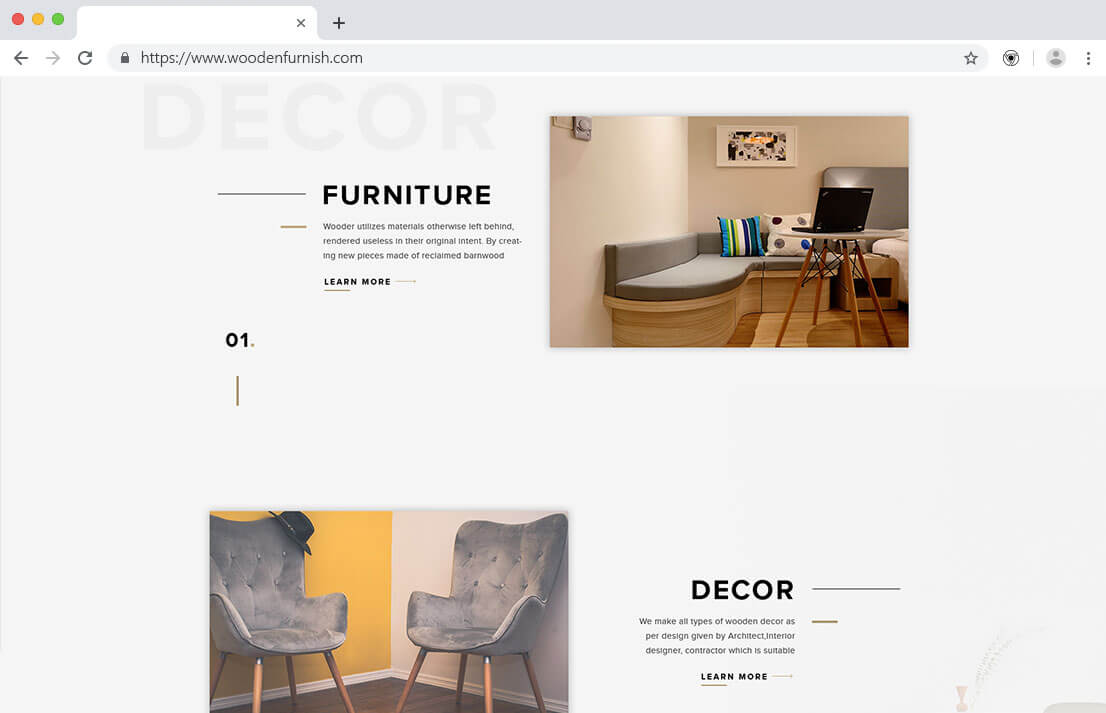 https://www.woodenfurnish.com
DECOR
FURNITURE
Wooder utilizes materials otherwise left behind,
rendered useless in their original intent. By creat-
ing new pieces made of reclaimed barnwood
LEARN MORE
01.
DECOR
We make all types of wooden decor as
per design given by Architect,Interior
designer, contractor which is suitable
LEARN MORE